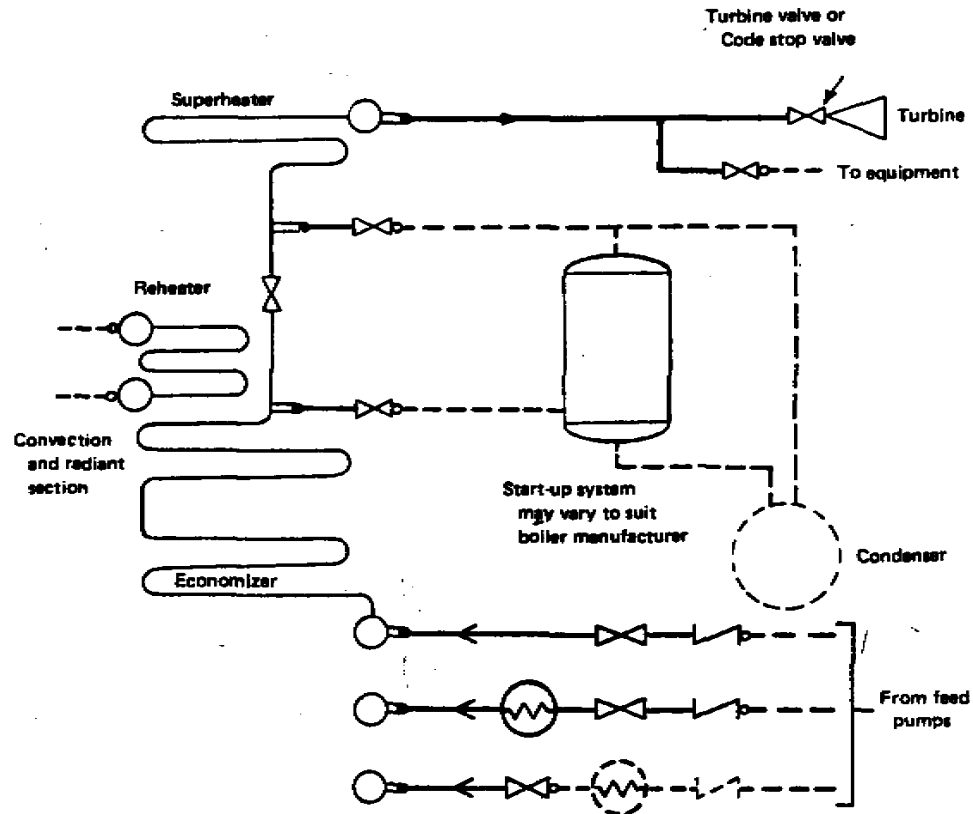 Turbine valve or
Code stop valve
Superheater
Turbine
To equipment
Reheater
Convection
and radiant
section
Start-up system
may vary to suit
boiler manufacturer
Condenser
Economizer
From feed
pumps